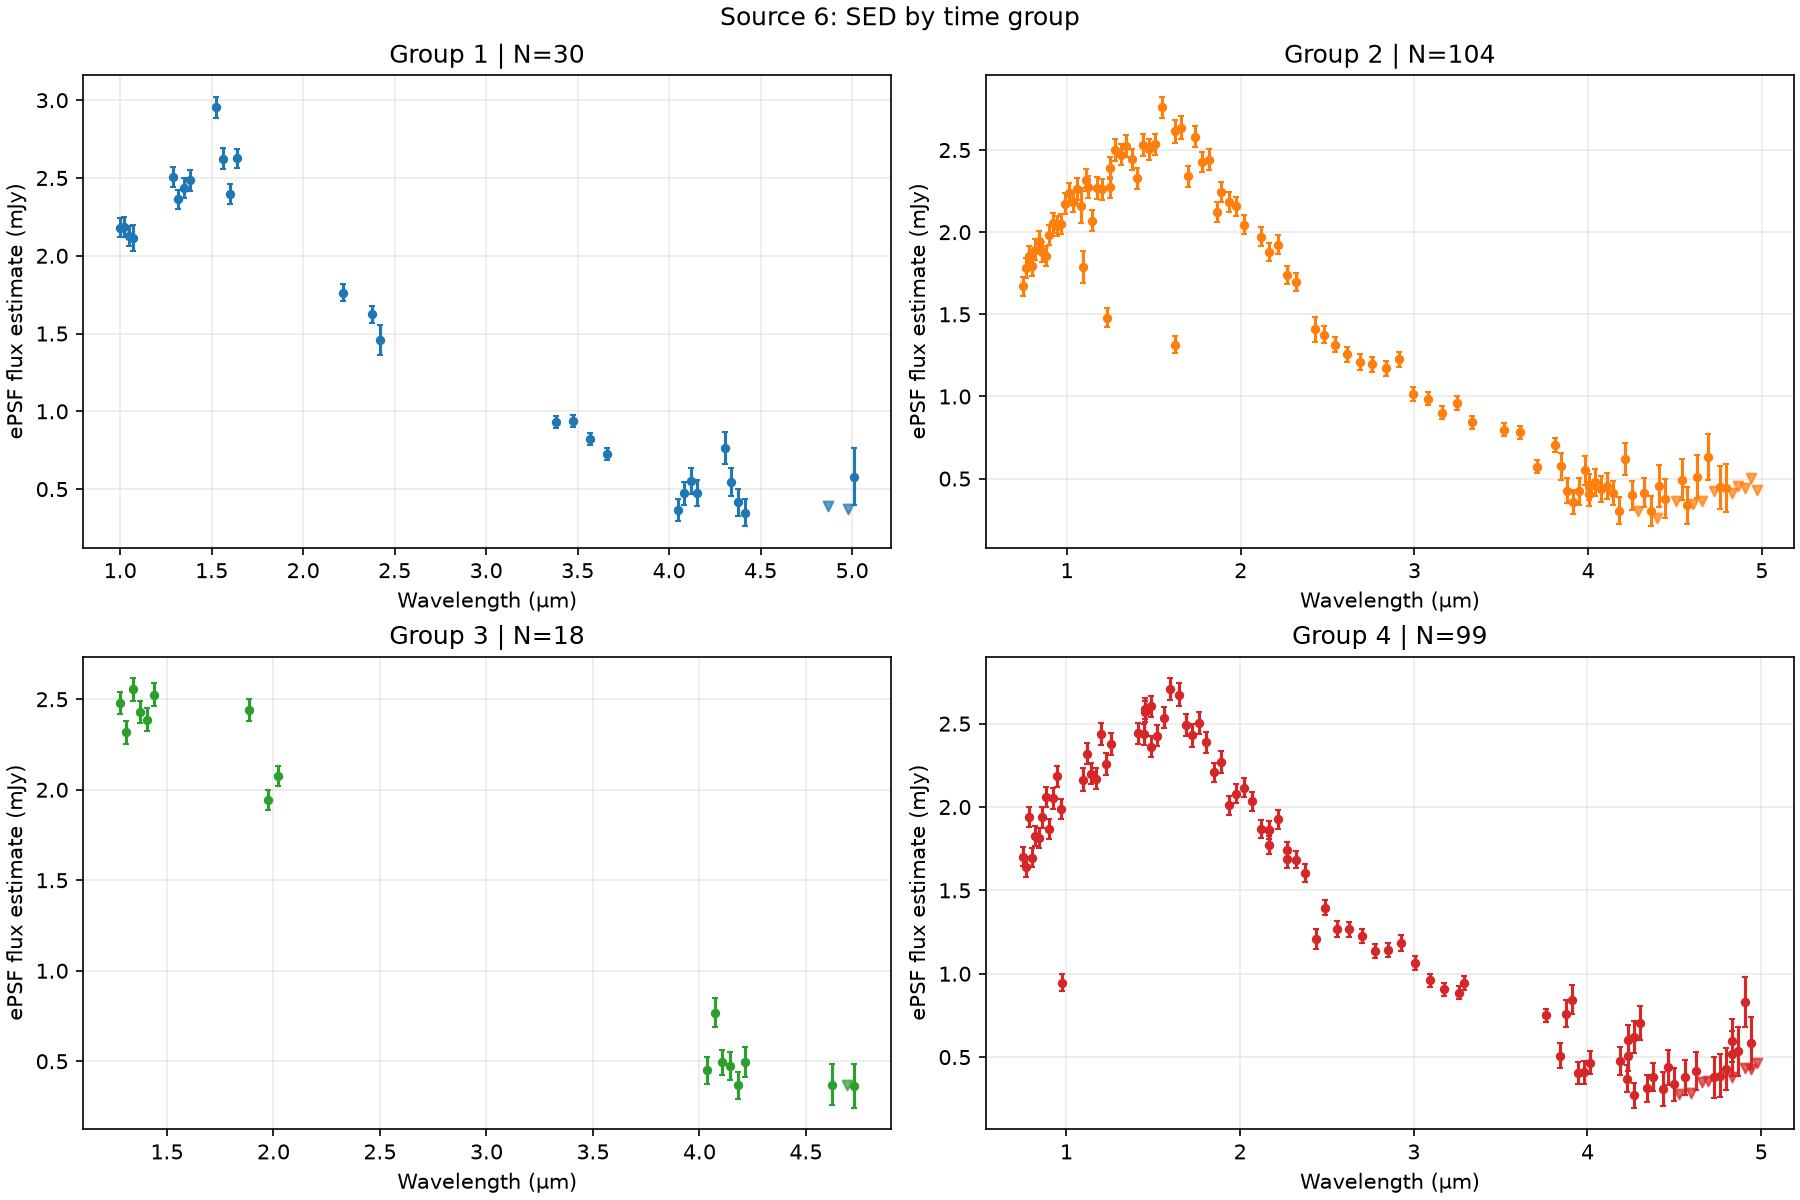 Source 6: SED by time group
Group 1 | N=30
ePSF flux estimate (mJy)
3.0
2.5
2.0
1.5
1.0
0.5
1.0 1.5 2.0 2.5 3.0 3.5 4.0 4.5 5.0
Wavelength (µm)
Group 2 | N=104
ePSF flux estimate (mJy)
2.5
2.0
1.5
1.0
0.5
1 2 3 4 5
Wavelength (µm)
Group 3 | N=18
ePSF flux estimate (mJy)
2.5
2.0
1.5
1.0
0.5
1.5 2.0 2.5 3.0 3.5 4.0 4.5
Wavelength (µm)
Group 4 | N=99
ePSF flux estimate (mJy)
2.5
2.0
1.5
1.0
0.5
1 2 3 4 5
Wavelength (µm)